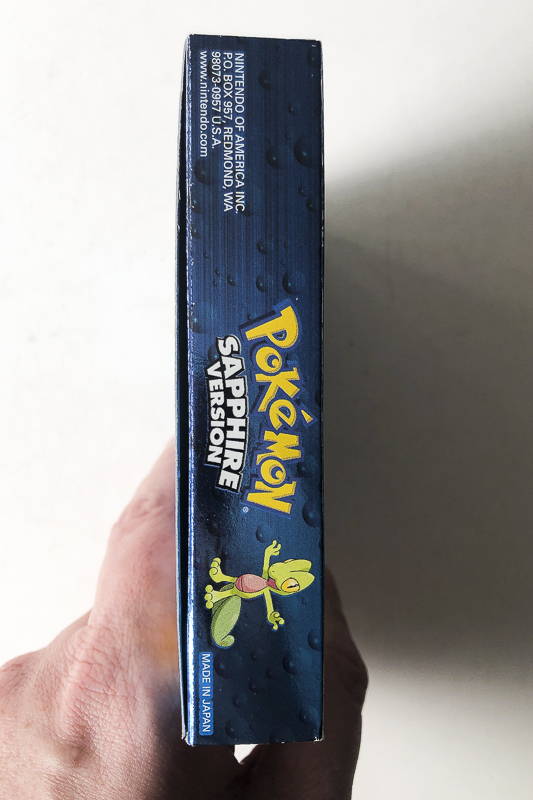 NINTENDO OF AMERICA INC.
P.O. BOX 957, REDMOND, WA
98073-0957 U.S.A.
www.nintendo.com
POKéMON
SAPPHIRE
VERSION
®
MADE IN JAPAN